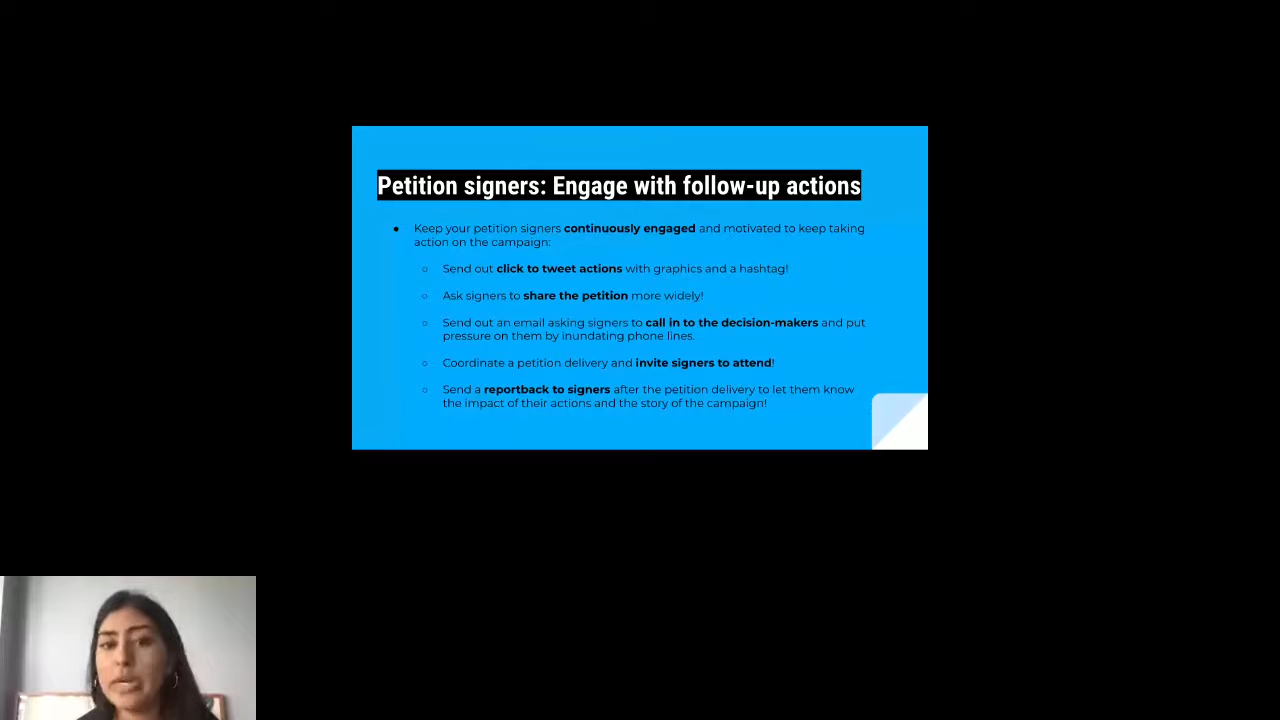 Petition signers: Engage with follow-up actions
● Keep your petition signers continuously engaged and motivated to keep taking
action on the campaign:
○ Send out click to tweet actions with graphics and a hashtag!
○ Ask signers to share the petition more widely!
○ Send out an email asking signers to call in to the decision-makers and put
pressure on them by inundating phone lines.
○ Coordinate a petition delivery and invite signers to attend!
○ Send a reportback to signers after the petition delivery to let them know
the impact of their actions and the story of the campaign!